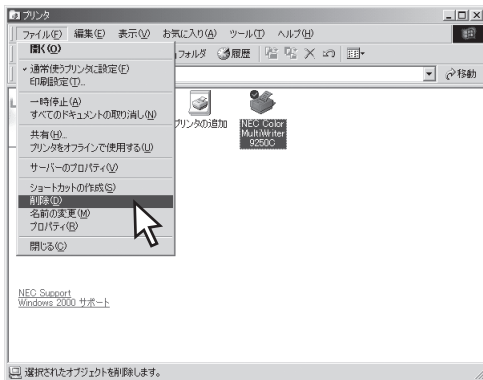 プリンタ
ファイル(F) 編集(E) 表示(V) お気に入り(A) ツール(T) ヘルプ(H)
開く(O)
フォルダ 履歴
通常使うプリンタに設定(F)
印刷設定(T)...
移動
一時停止(A)
すべてのドキュメントの取り消し(N)
共有(H)...
プリンタをオフラインで使用する(U)
サーバーのプロパティ(V)
ショートカットの作成(S)
削除(D)
名前の変更(M)
プロパティ(R)
閉じる(C)
プリンタの追加
NEC Color
MultiWriter
9250C
NEC Support
Windows 2000 サポート
選択されたオブジェクトを削除します。